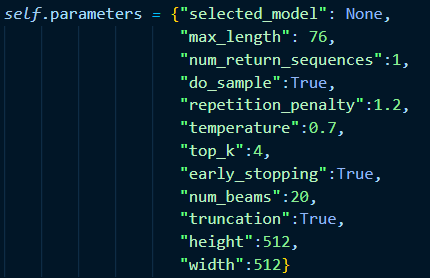 self.parameters = {"selected_model": None,
"max_length": 76,
"num_return_sequences":1,
"do_sample":True,
"repetition_penalty":1.2,
"temperature":0.7,
"top_k":4,
"early_stopping":True,
"num_beams":20,
"truncation":True,
"height":512,
"width":512}